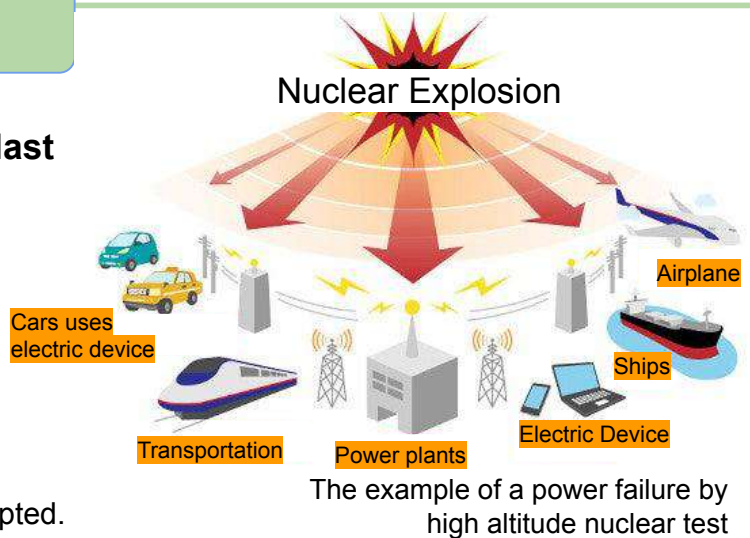 Nuclear Explosion
last
Airplane
Cars uses
electric device
Ships
Electric Device
Transportation
Power plants
The example of a power failure by
high altitude nuclear test
pted.